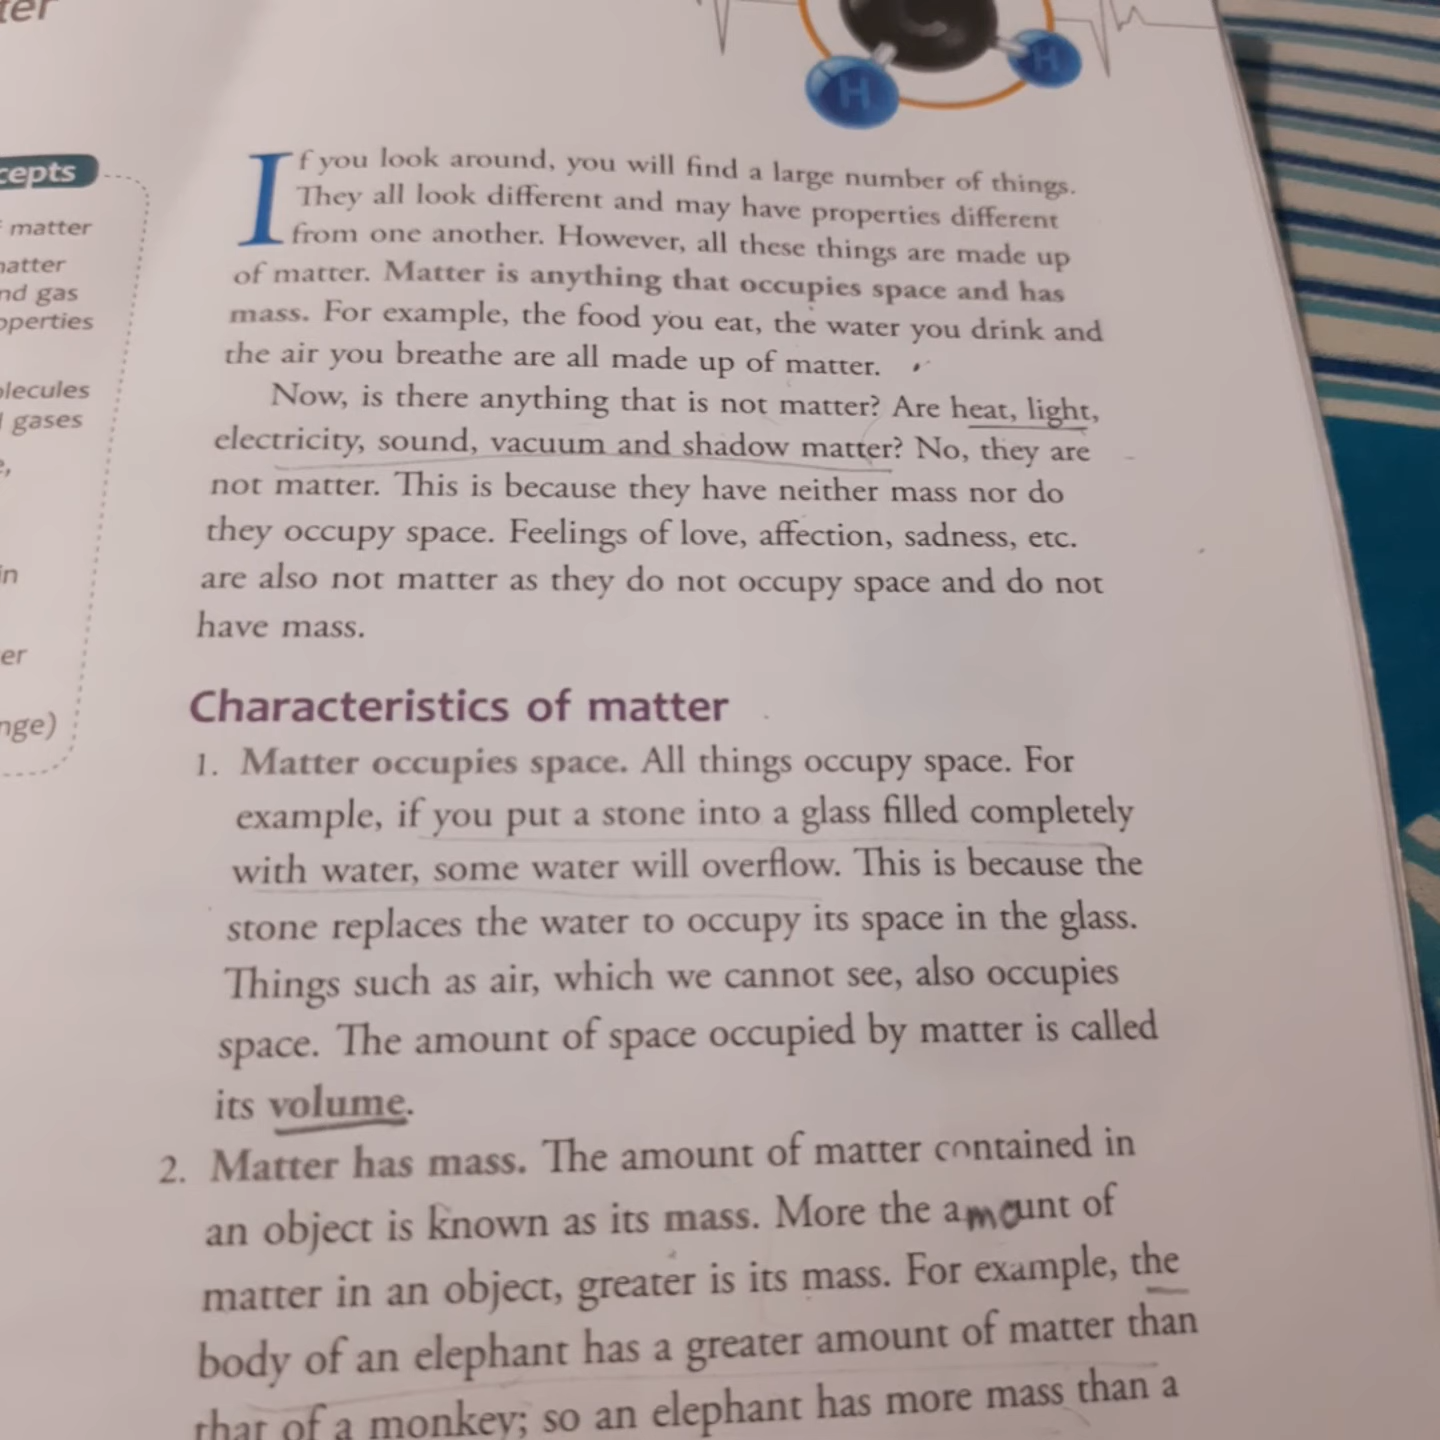 H
H
cepts
matter
matter
nd gas
operties
olecules
gases
in
er
nge)
If you look around, you will find a large number of things.
They all look different and may have properties different
from one another. However, all these things are made up
of matter. Matter is anything that occupies space and has
mass. For example, the food you eat, the water you drink and
the air you breathe are all made up of matter.
Now, is there anything that is not matter? Are heat, light,
electricity, sound, vacuum and shadow matter? No, they are
not matter. This is because they have neither mass nor do
they occupy space. Feelings of love, affection, sadness, etc.
are also not matter as they do not occupy space and do not
have mass.
Characteristics of matter
1. Matter occupies space. All things occupy space. For
example, if you put a stone into a glass filled completely
with water, some water will overflow. This is because the
stone replaces the water to occupy its space in the glass.
Things such as air, which we cannot see, also occupies
space. The amount of space occupied by matter is called
its volume.
2. Matter has mass. The amount of matter contained in
an object is known as its mass. More the amount of
matter in an object, greater is its mass. For example, the
body of an elephant has a greater amount of matter than
that of a monkey; so an elephant has more mass than a